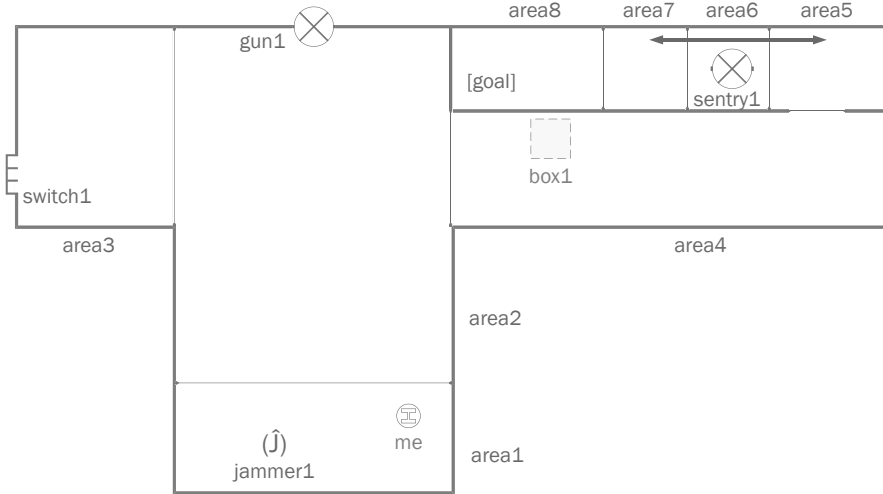 area8
area7
area6
area5
gun1
[goal]
sentry1
box1
switch1
area3
area4
area2
(Ĵ)
me
jammer1
area1